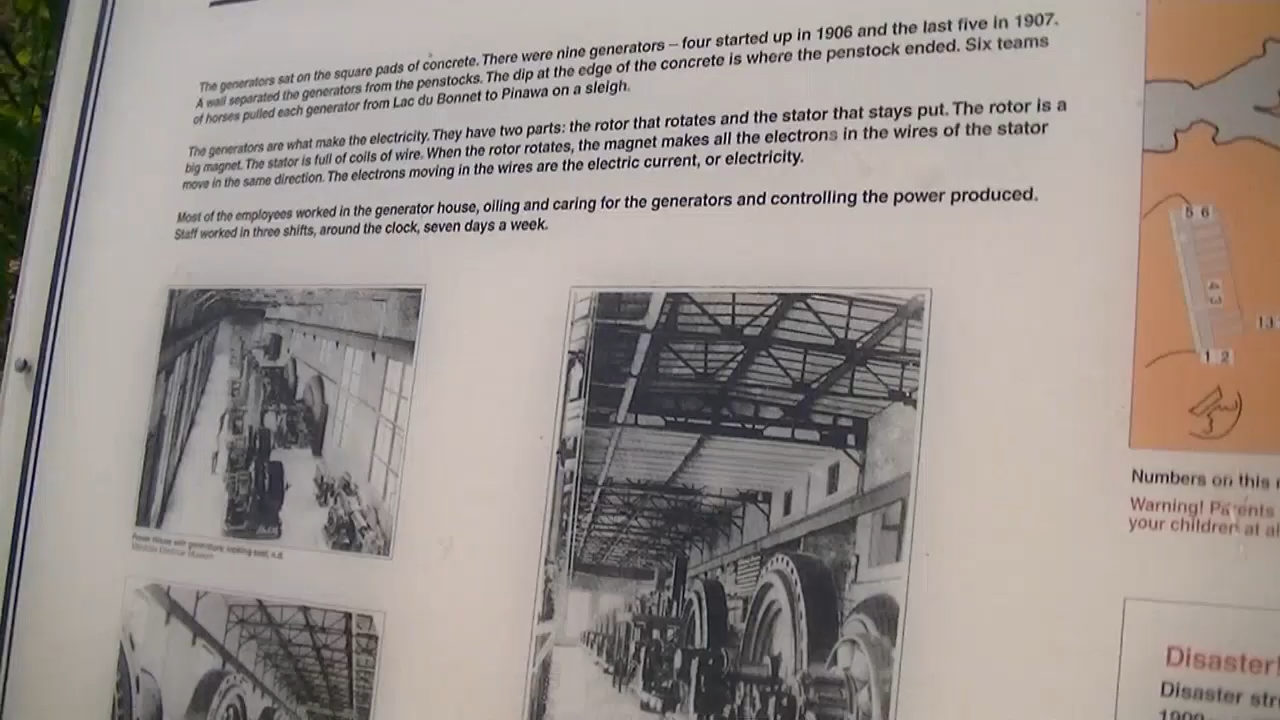 The generators sat on the square pads of concrete. There were nine generators – four started up in 1906 and the last five in 1907.
A wall separated the generators from the penstocks. The dip at the edge of the concrete is where the penstock ended. Six teams
of horses pulled each generator from Lac du Bonnet to Pinawa on a sleigh.
The generators are what make the electricity. They have two parts: the rotor that rotates and the stator that stays put. The rotor is a
big magnet. The stator is full of coils of wire. When the rotor rotates, the magnet makes all the electrons in the wires of the stator
move in the same direction. The electrons moving in the wires are the electric current, or electricity.
Most of the employees worked in the generator house, oiling and caring for the generators and controlling the power produced.
Staff worked in three shifts, around the clock, seven days a week.
Power House with generators, looking east, n.d.
5 6
4 3
13
1 2
Numbers on this
Warning! Parents
your children at al
Disaster!
Disaster str
1909